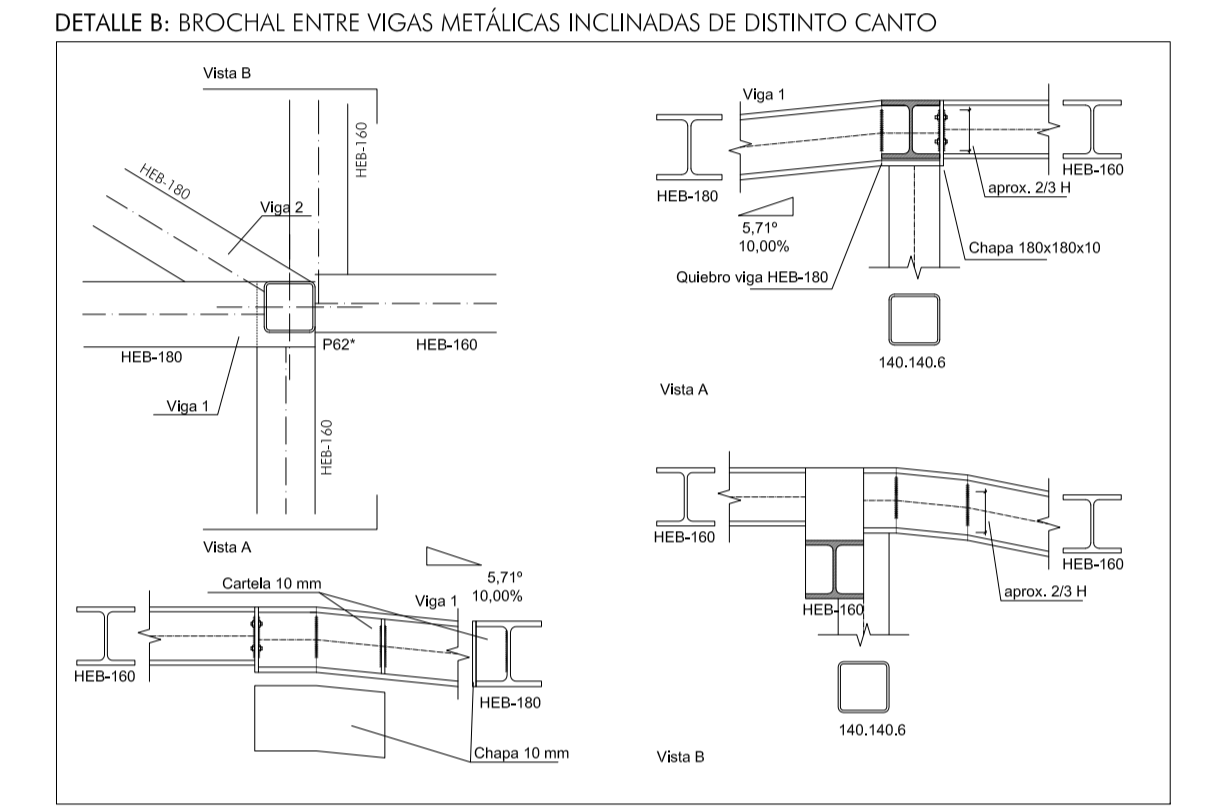 DETALLE B: BROCHAL ENTRE VIGAS METÁLICAS INCLINADAS DE DISTINTO CANTO
Vista B
HEB-160
HEB-180
Viga 2
HEB-180
P62*
HEB-160
Viga 1
HEB-160
Vista A
Viga 1
HEB-180
HEB-160
aprox. 2/3 H
5,71º
10,00%
Chapa 180x180x10
Quiebro viga HEB-180
140.140.6
Vista A
Cartela 10 mm
5,71º
Viga 1
10,00%
HEB-160
HEB-180
Chapa 10 mm
HEB-160
HEB-160
aprox. 2/3 H
HEB-160
140.140.6
Vista B